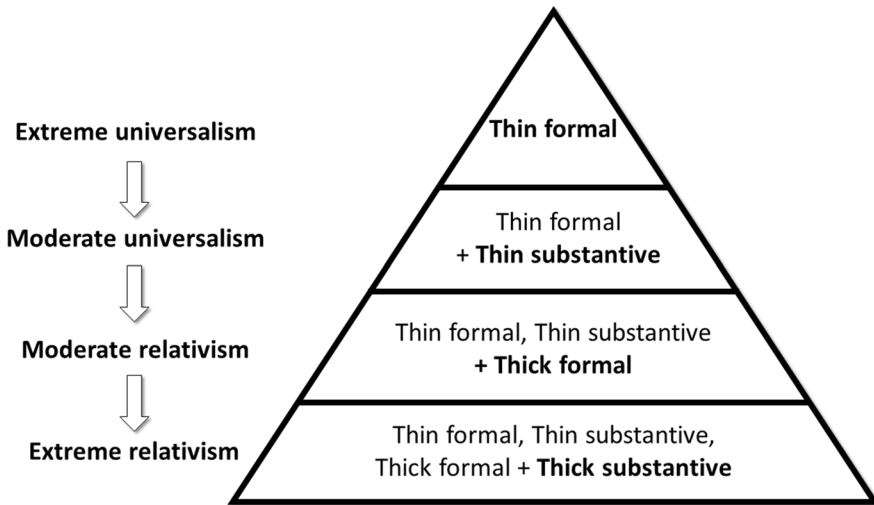 Extreme universalism
Moderate universalism
Moderate relativism
Extreme relativism
Thin formal
Thin formal
+ Thin substantive
Thin formal, Thin substantive
+ Thick formal
Thin formal, Thin substantive,
Thick formal + Thick substantive